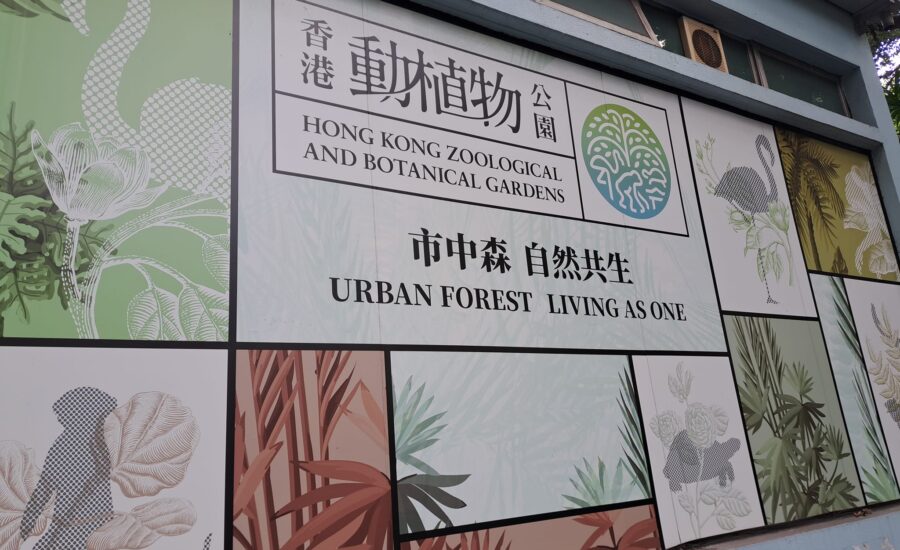 香港動植物公園
HONG KONG ZOOLOGICAL
AND BOTANICAL GARDENS
市中森 自然共生
URBAN FOREST LIVING AS ONE